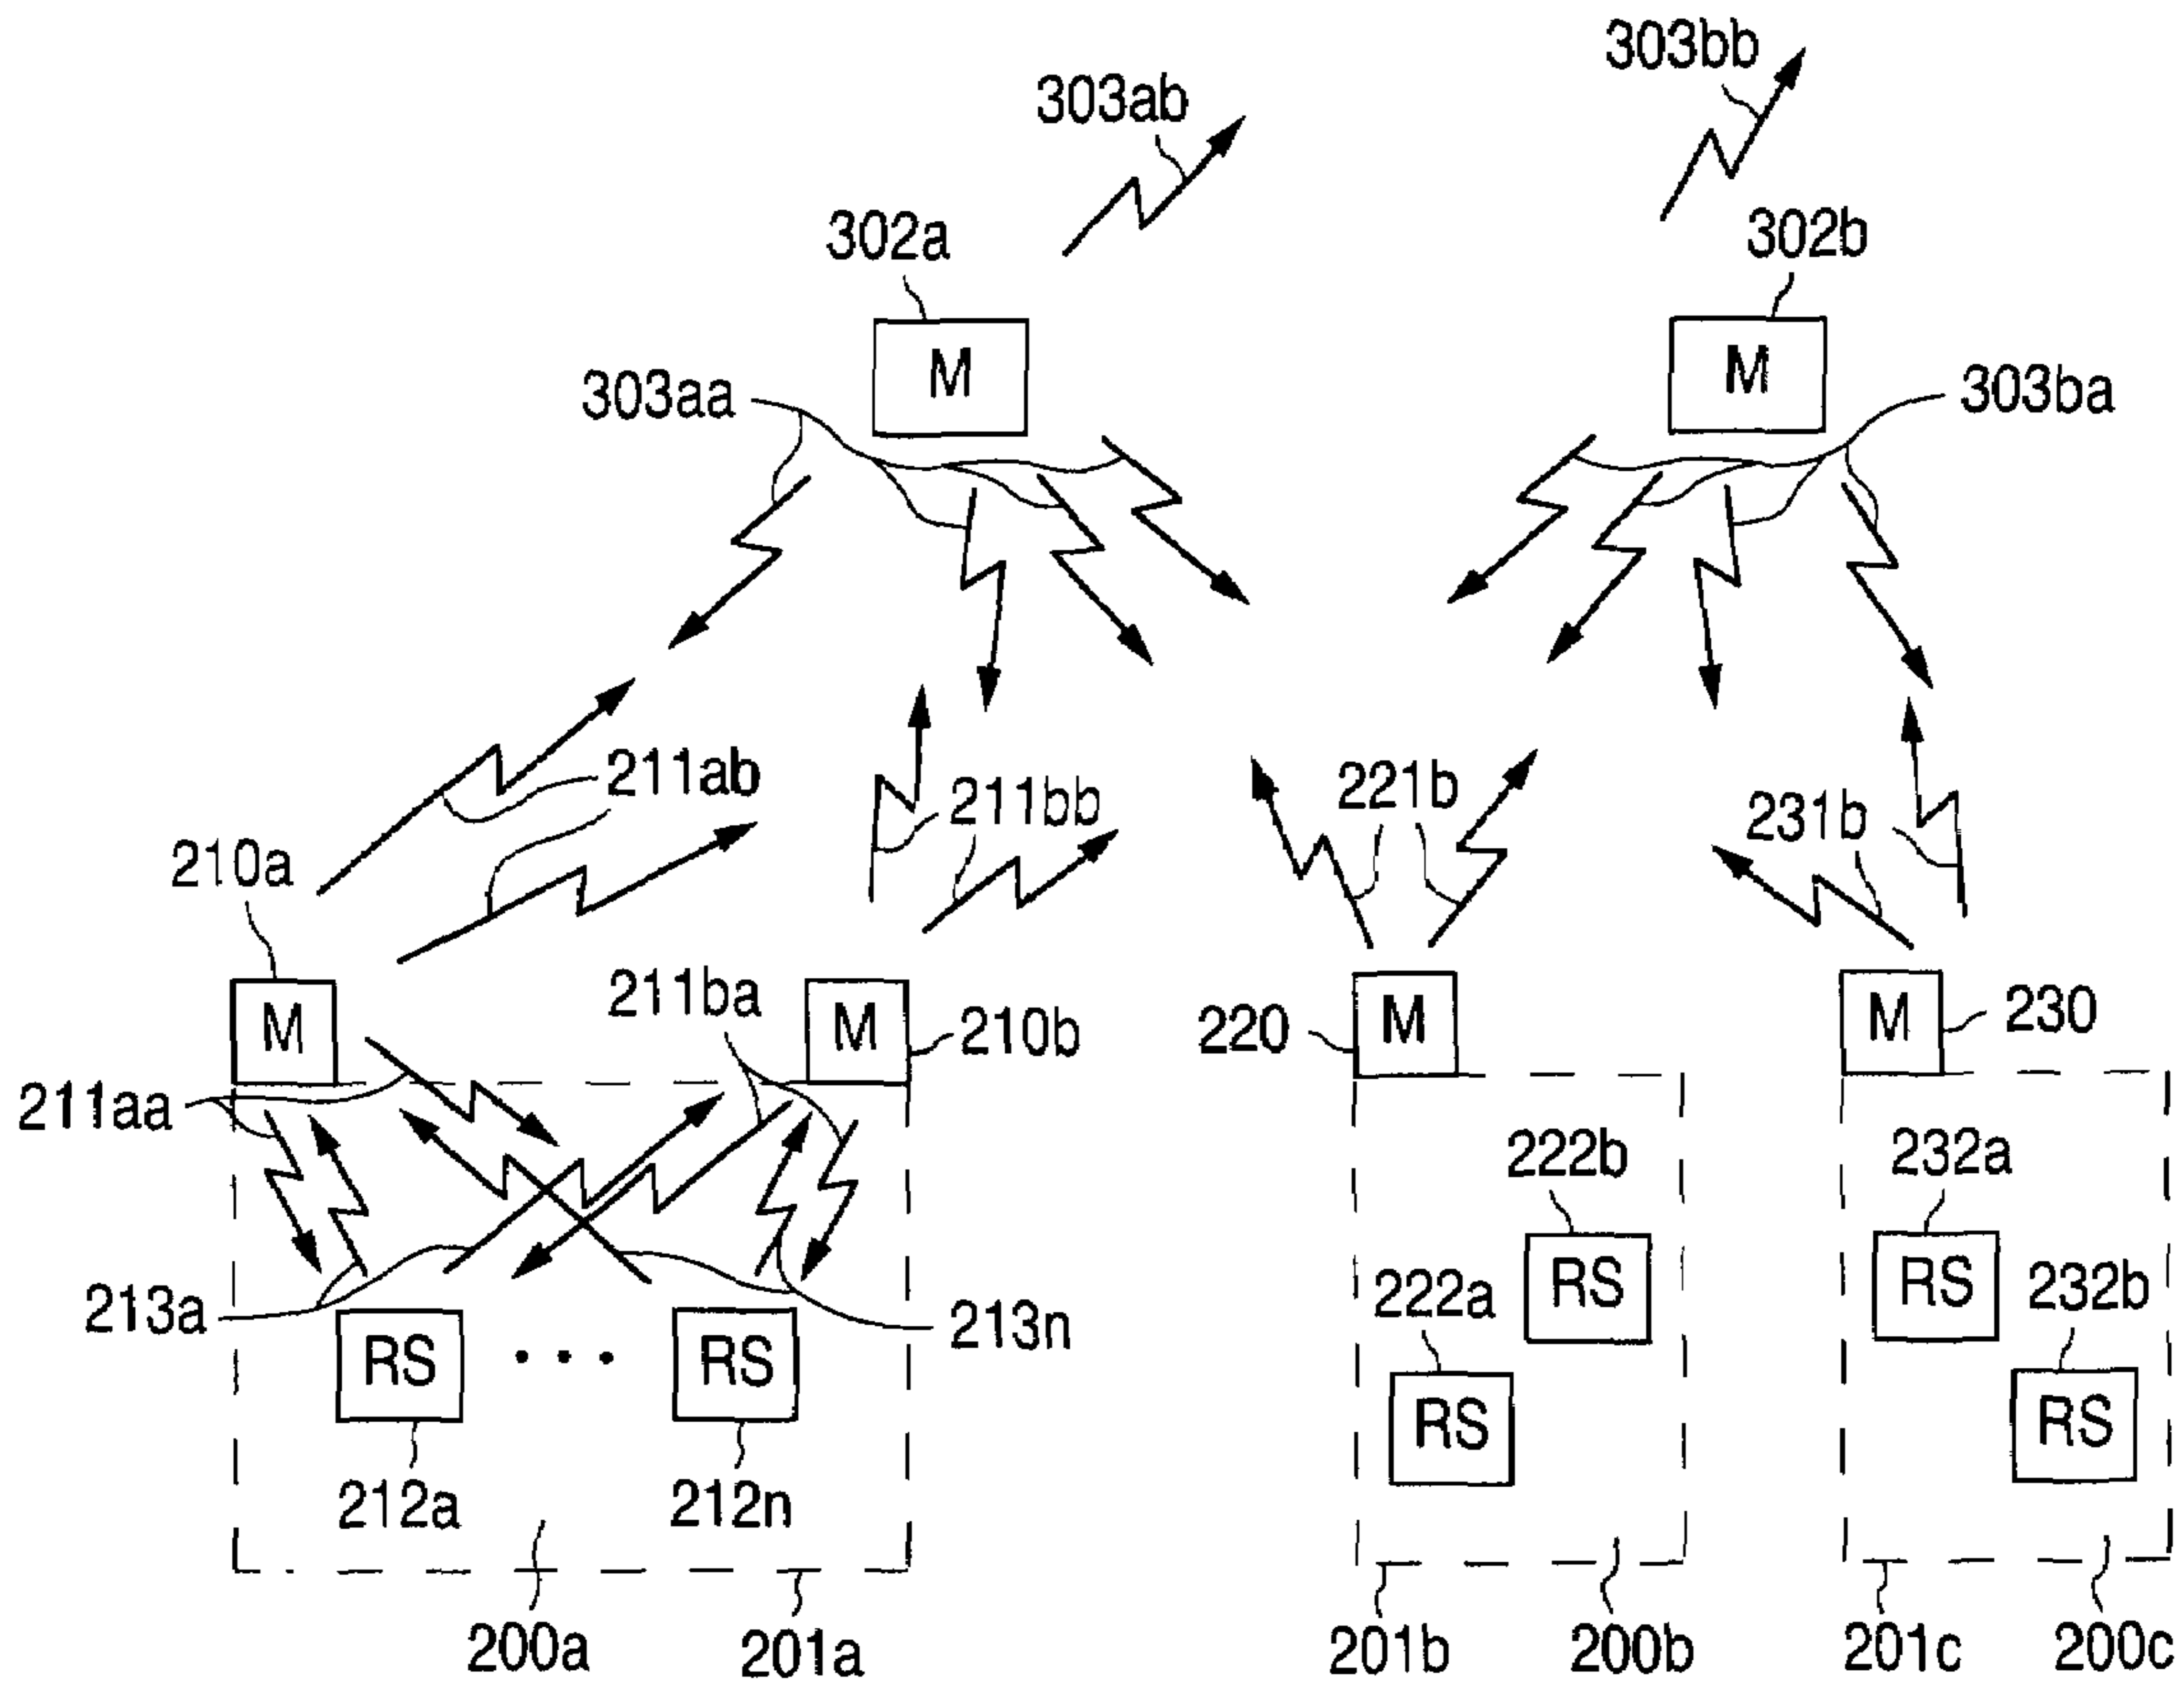 303bb
303ab
302a
302b
M
M
303aa
303ba
211ab
211bb
221b
231b
210a
211ba
M
M
210b
220
M
M
230
211aa
222b
232a
RS
RS
213a
222a
232b
213n
RS
• • •
RS
RS
RS
212a
212n
200a
201a
201b
200b
201c
200c